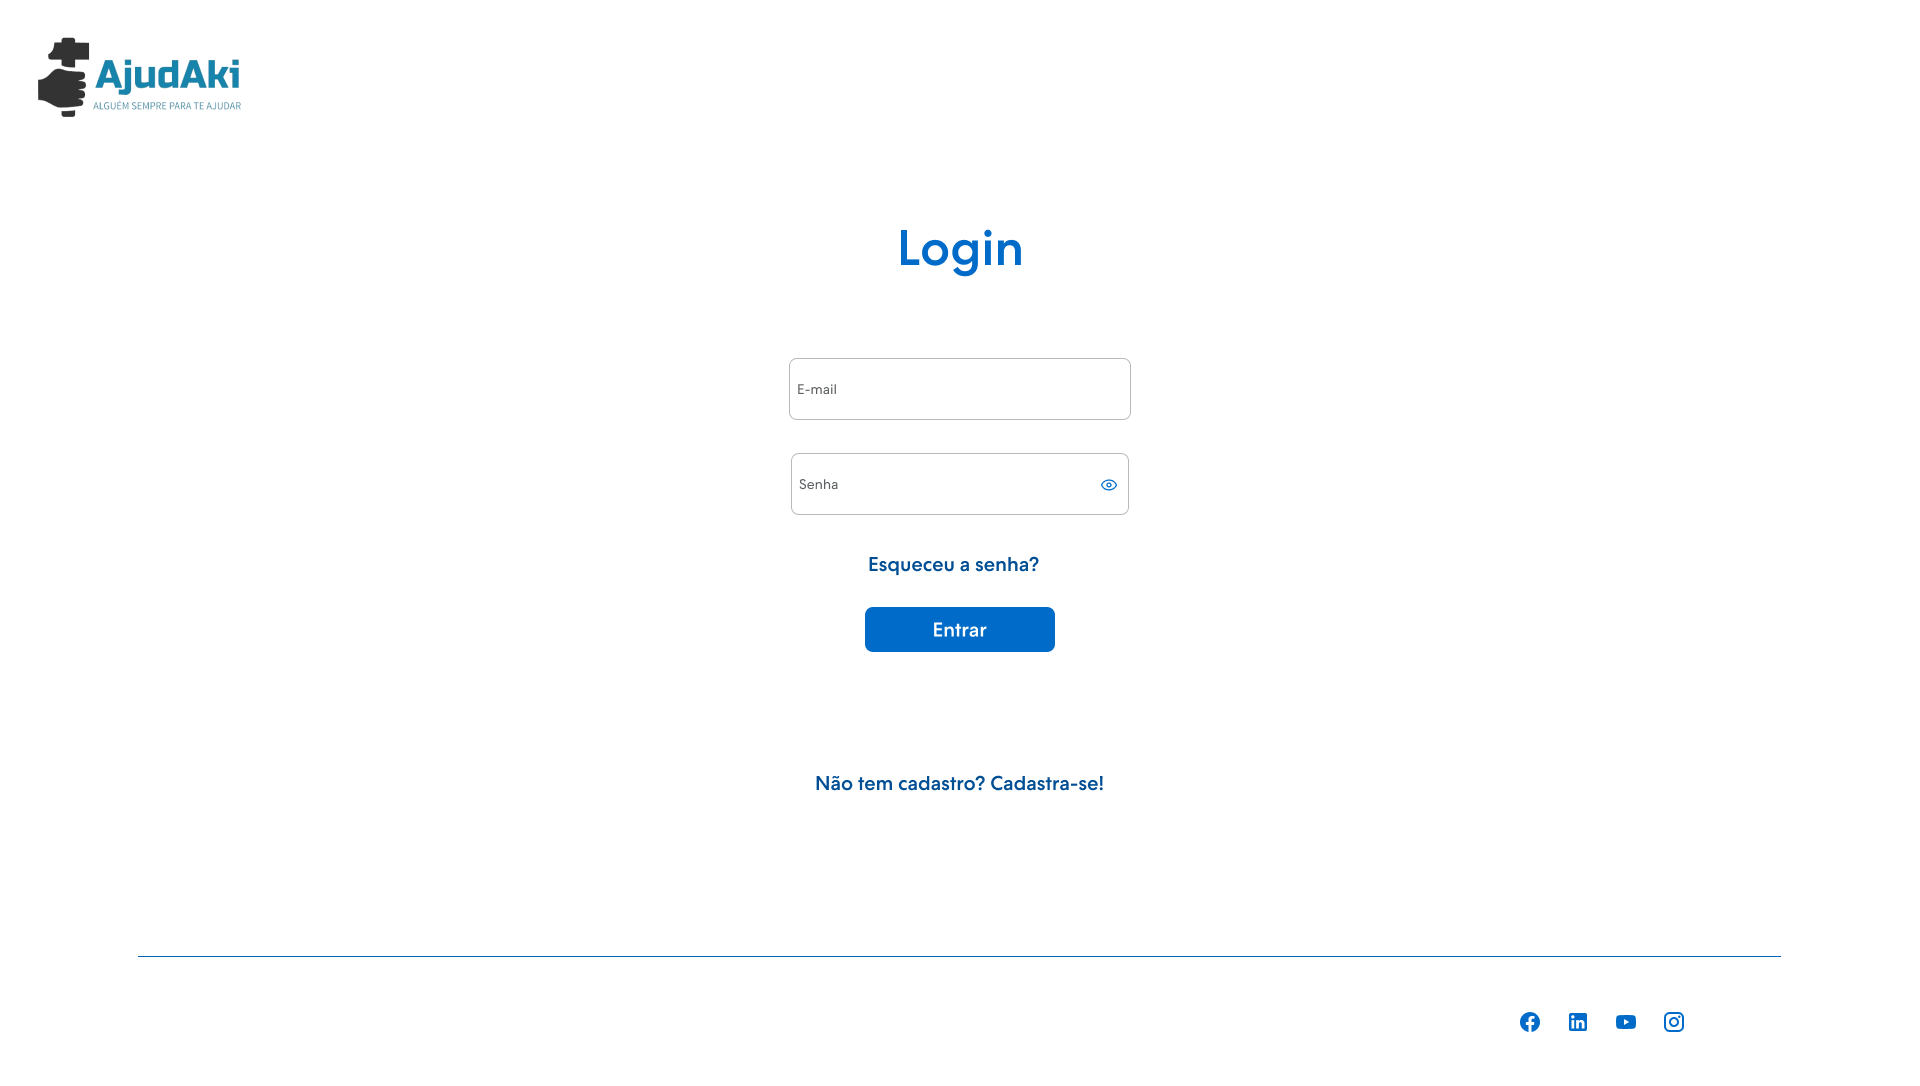 AjudAki
ALGUÉM SEMPRE PARA TE AJUDAR
Login
E-mail
Senha
Esqueceu a senha?
Entrar
Não tem cadastro? Cadastra-se!